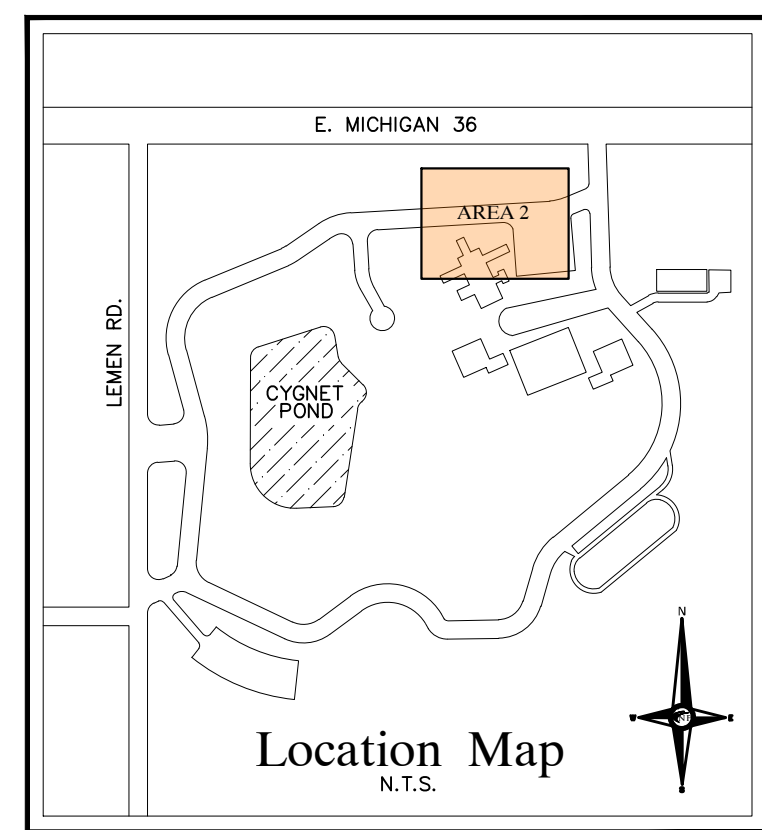 E. MICHIGAN 36
AREA 2
LEMEN RD.
CYGNET
POND
N
W
E
S
Location Map
N.T.S.